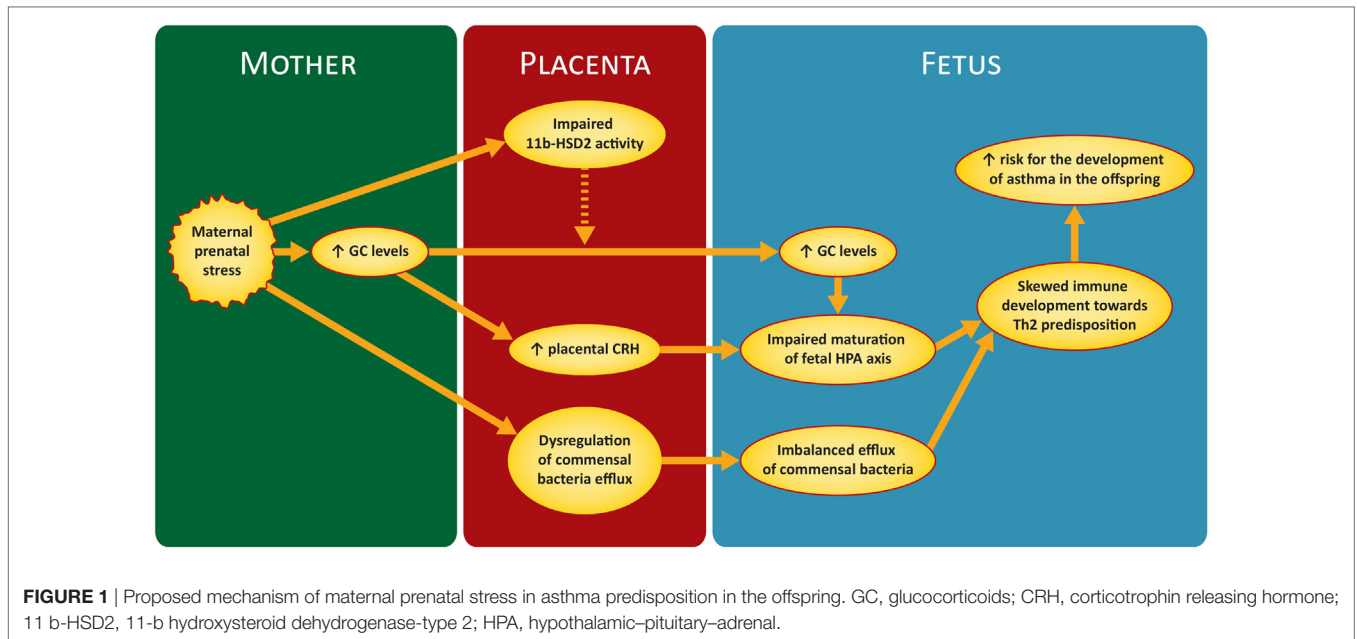 MOTHER
PLACENTA
FETUS
Impaired
11b-HSD2 activity
↑ risk for the development
of asthma in the offspring
Maternal
prenatal
stress
↑ GC levels
↑ GC levels
Skewed immune
development towards
Th2 predisposition
↑ placental CRH
Impaired maturation
of fetal HPA axis
Dysregulation
of commensal
bacteria efflux
Imbalanced efflux
of commensal bacteria
FIGURE 1 | Proposed mechanism of maternal prenatal stress in asthma predisposition in the offspring. GC, glucocorticoids; CRH, corticotrophin releasing hormone;
11 b-HSD2, 11-b hydroxysteroid dehydrogenase-type 2; HPA, hypothalamic–pituitary–adrenal.